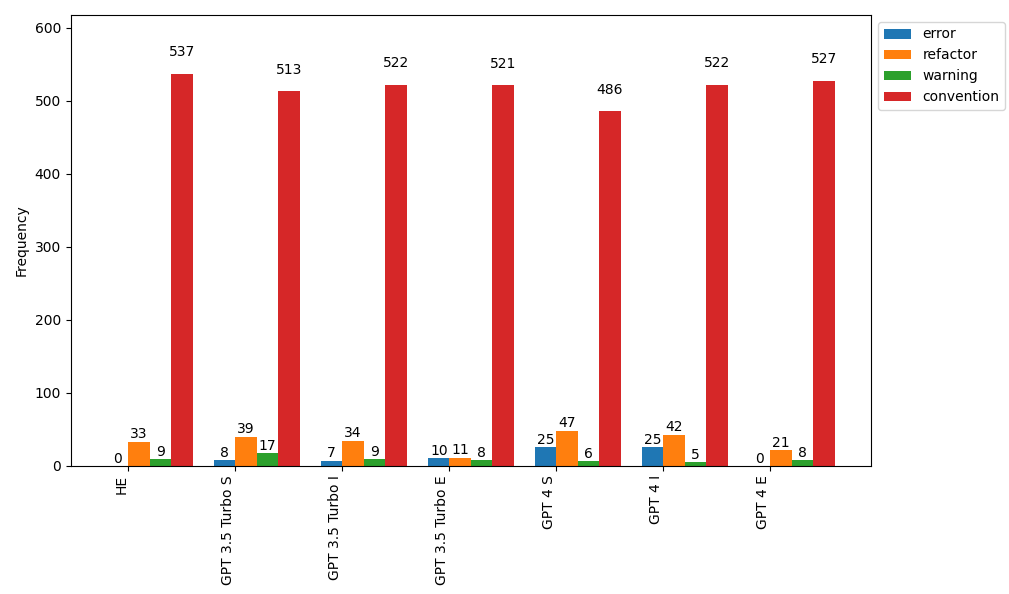 600
500
400
300
200
100
0
Frequency
537
513
522
521
486
522
527
0
33
9
8
39
17
7
34
9
10
11
8
25
47
6
25
42
5
0
21
8
HE
GPT 3.5 Turbo S
GPT 3.5 Turbo I
GPT 3.5 Turbo E
GPT 4 S
GPT 4 I
GPT 4 E
error
refactor
warning
convention